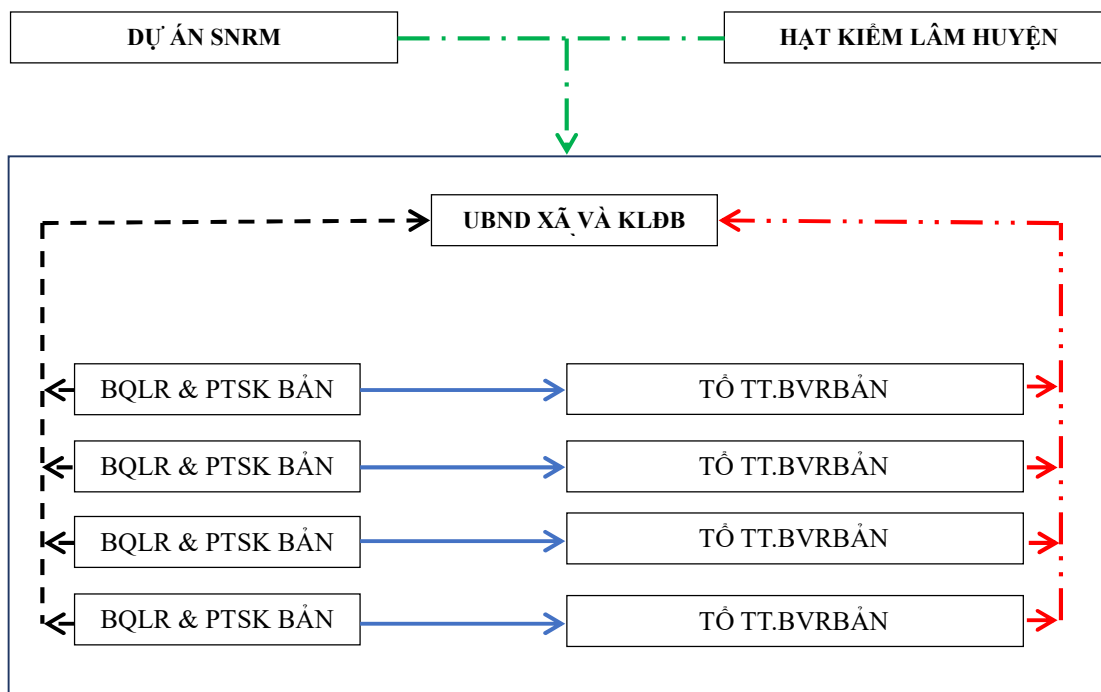 DỰ ÁN SNRM
HẠT KIỂM LÂM HUYỆN
UBND XÃ VÀ KLĐB
BQLR & PTSK BẢN
TỔ TT.BVRBẢN
BQLR & PTSK BẢN
TỔ TT.BVRBẢN
BQLR & PTSK BẢN
TỔ TT.BVRBẢN
BQLR & PTSK BẢN
TỔ TT.BVRBẢN